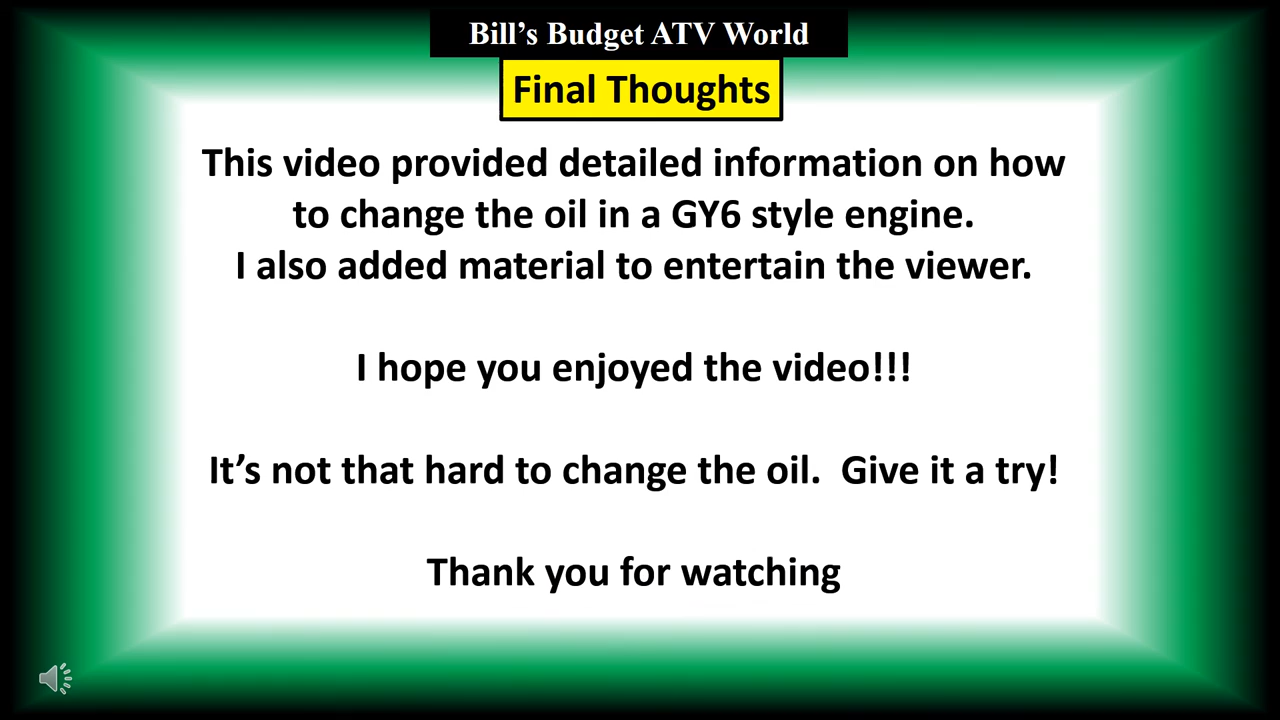 Bill’s Budget ATV World
Final Thoughts
This video provided detailed information on how
to change the oil in a GY6 style engine.
I also added material to entertain the viewer.
I hope you enjoyed the video!!!
It’s not that hard to change the oil.  Give it a try!
Thank you for watching